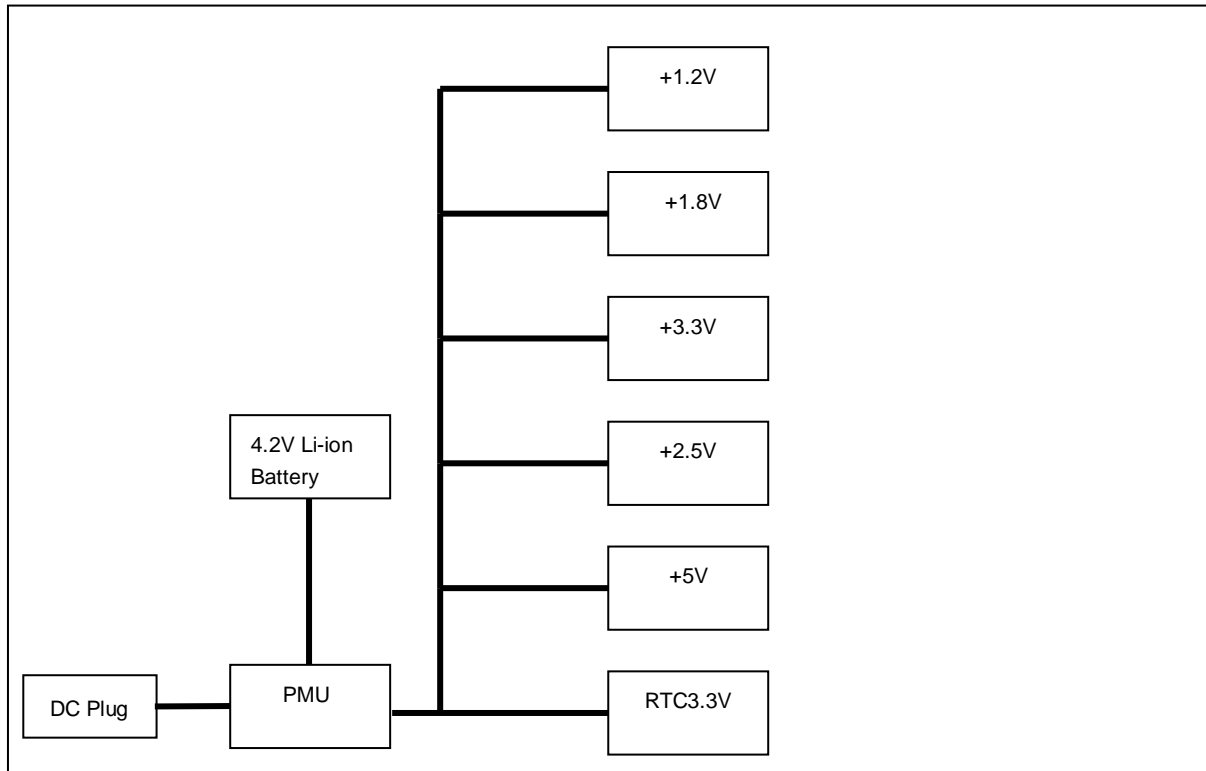 +1.2V
+1.8V
+3.3V
4.2V Li-ion
Battery
+2.5V
+5V
DC Plug
PMU
RTC3.3V